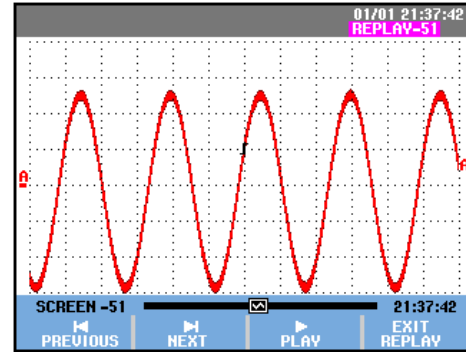 01/01 21:37:42
REPLAY-51
A
A
SCREEN -51 21:37:42
PREVIOUS NEXT PLAY EXIT REPLAY